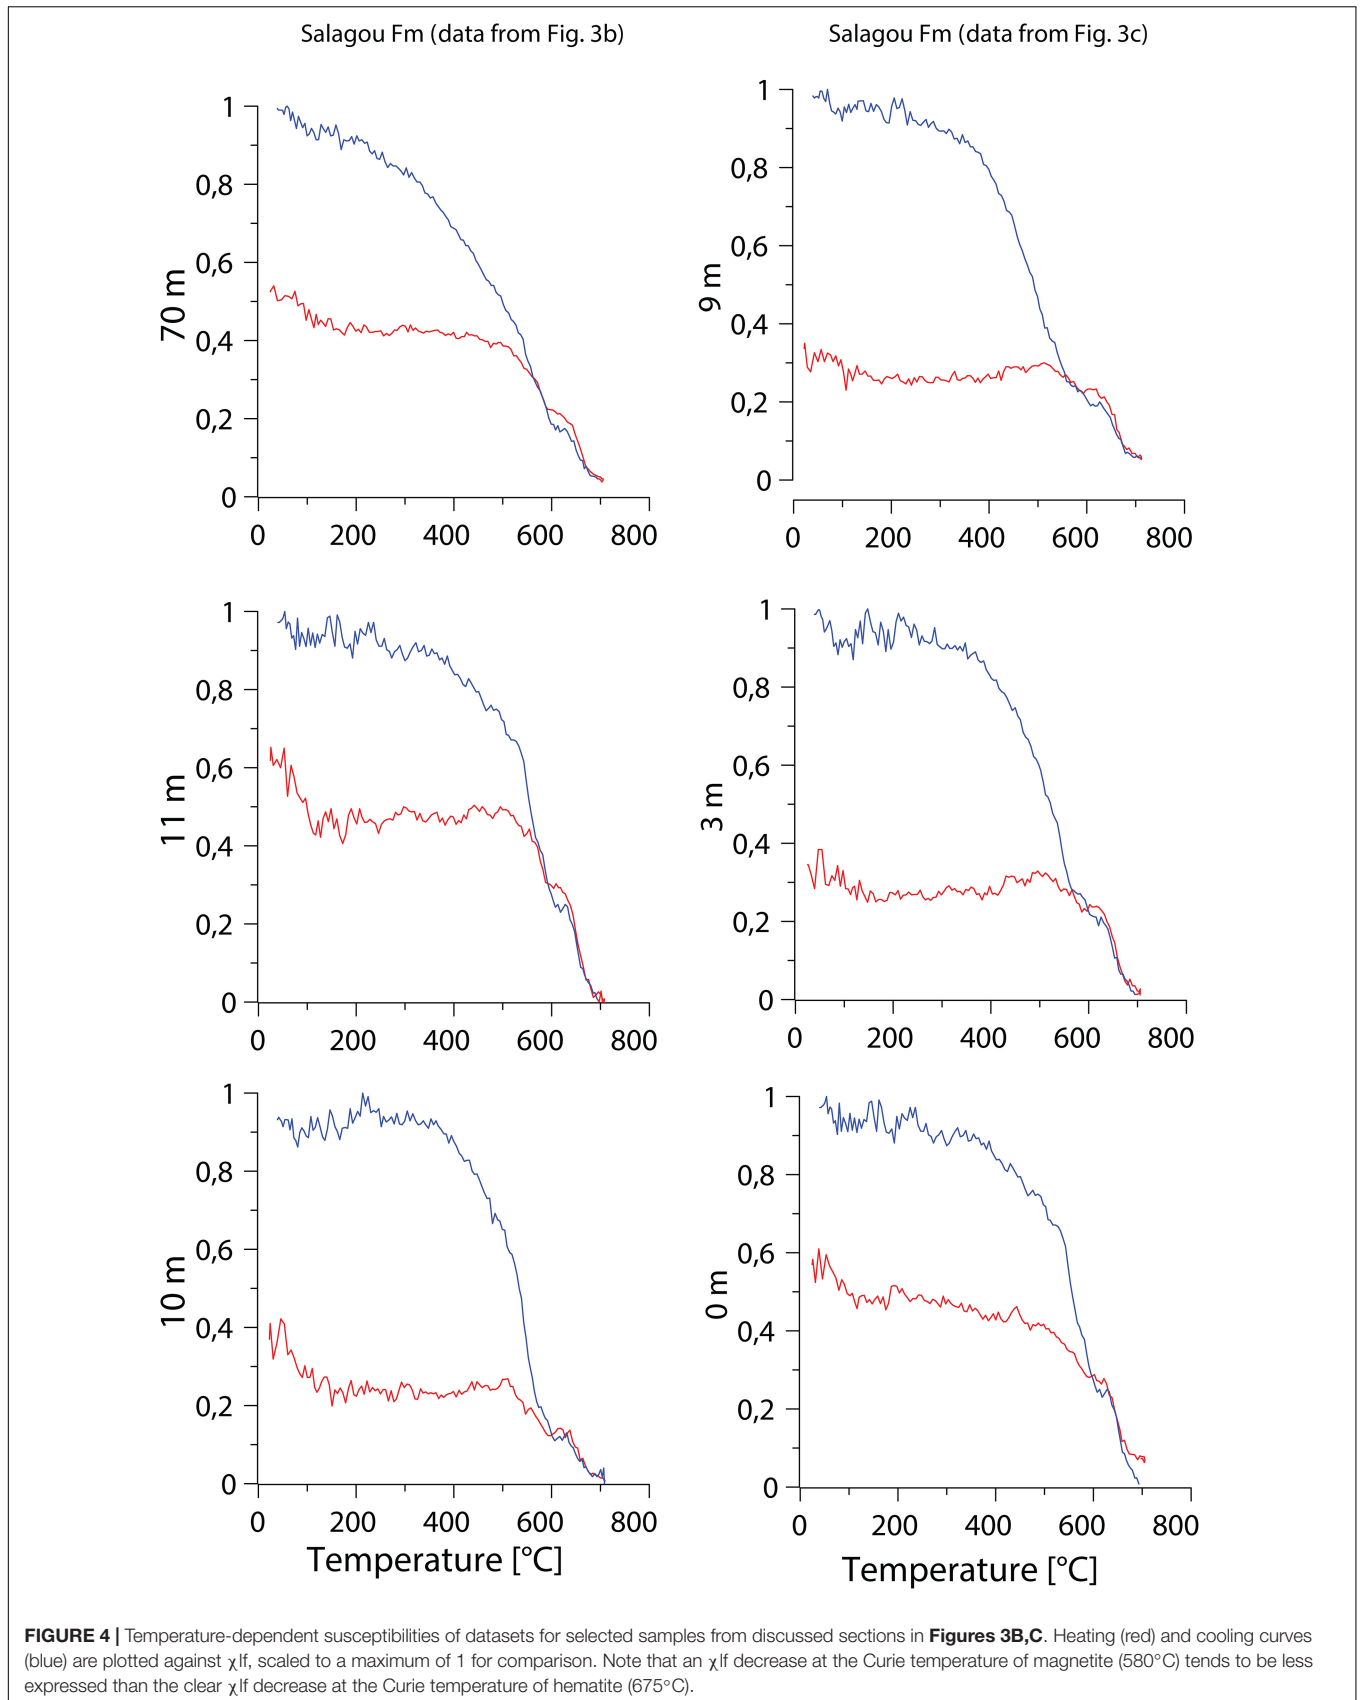 Salagou Fm (data from Fig. 3b)
Salagou Fm (data from Fig. 3c)
70 m
1
0,8
0,6
0,4
0,2
0
0 200 400 600 800
9 m
1
0,8
0,6
0,4
0,2
0
0 200 400 600 800
11 m
1
0,8
0,6
0,4
0,2
0
0 200 400 600 800
3 m
1
0,8
0,6
0,4
0,2
0
0 200 400 600 800
10 m
1
0,8
0,6
0,4
0,2
0
0 200 400 600 800
Temperature [°C]
0 m
1
0,8
0,6
0,4
0,2
0
0 200 400 600 800
Temperature [°C]
FIGURE 4 | Temperature-dependent susceptibilities of datasets for selected samples from discussed sections in Figures 3B,C. Heating (red) and cooling curves
(blue) are plotted against χlf, scaled to a maximum of 1 for comparison. Note that an χlf decrease at the Curie temperature of magnetite (580°C) tends to be less
expressed than the clear χlf decrease at the Curie temperature of hematite (675°C).